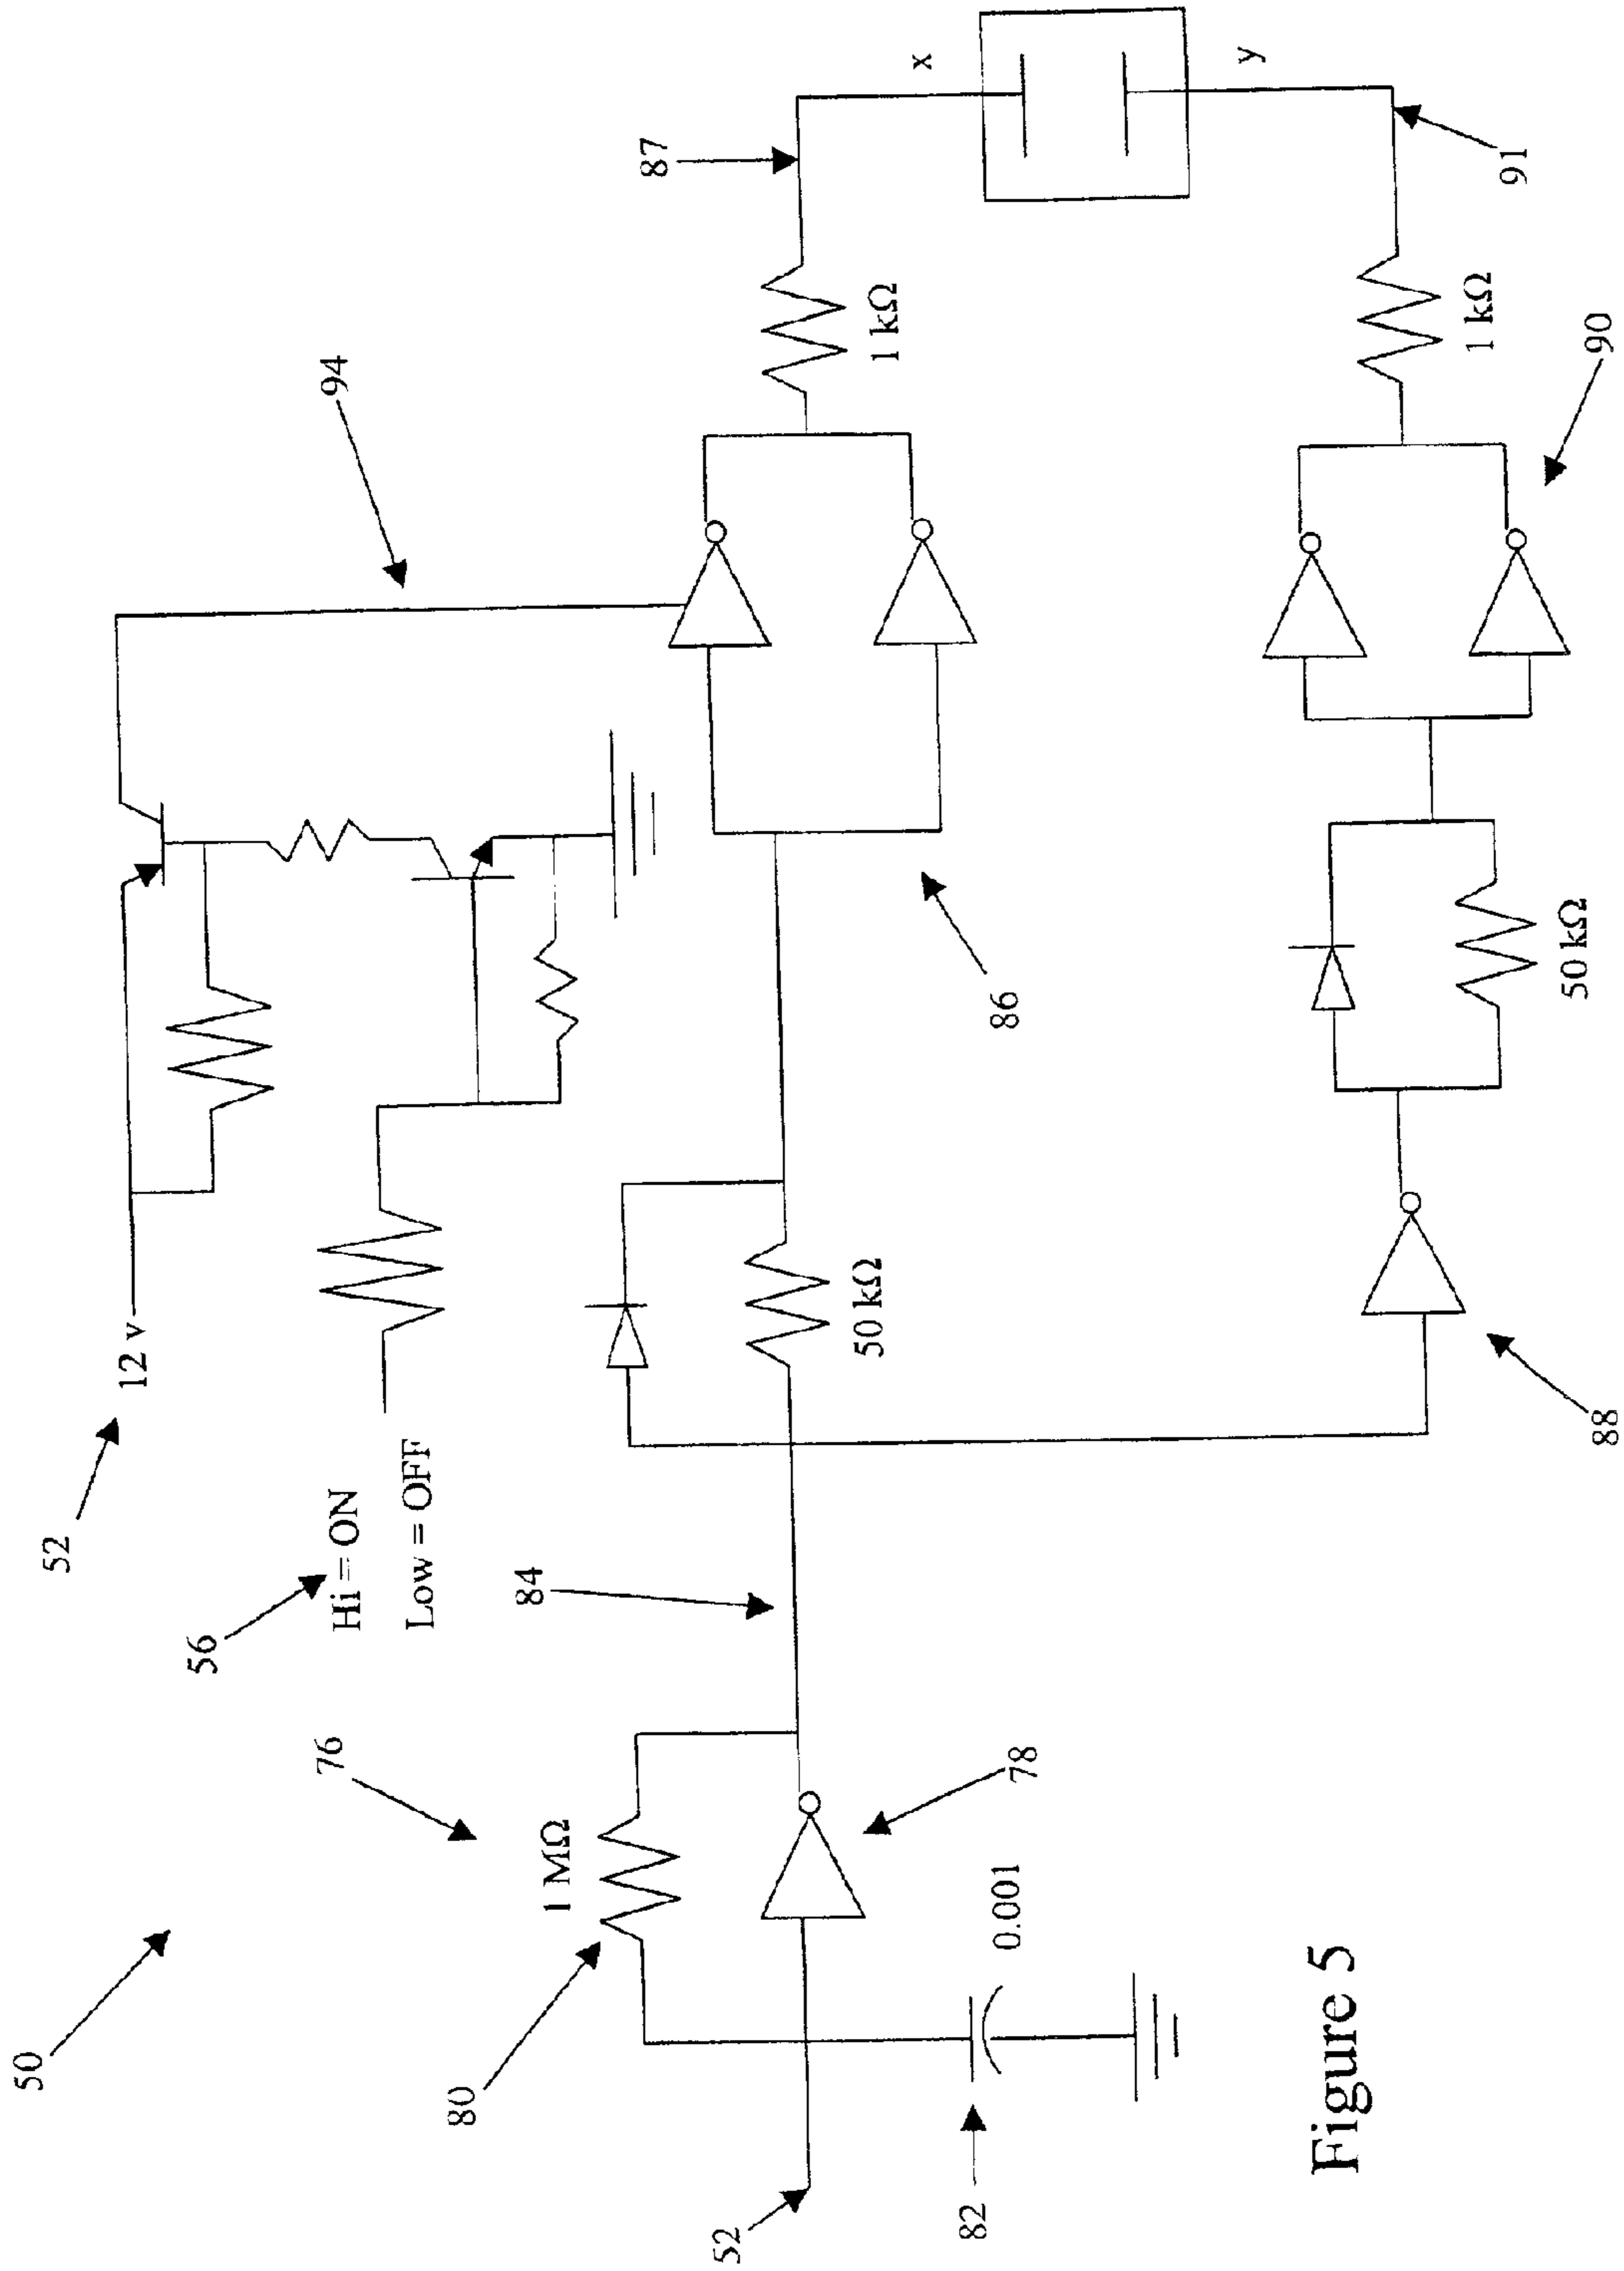 50
52
12 v
56
Hi = ON
Low = OFF
94
76
80
1 MΩ
84
78
52
82
0.001
50 kΩ
86
87
1 kΩ
x
y
88
50 kΩ
90
1 kΩ
91
Figure 5